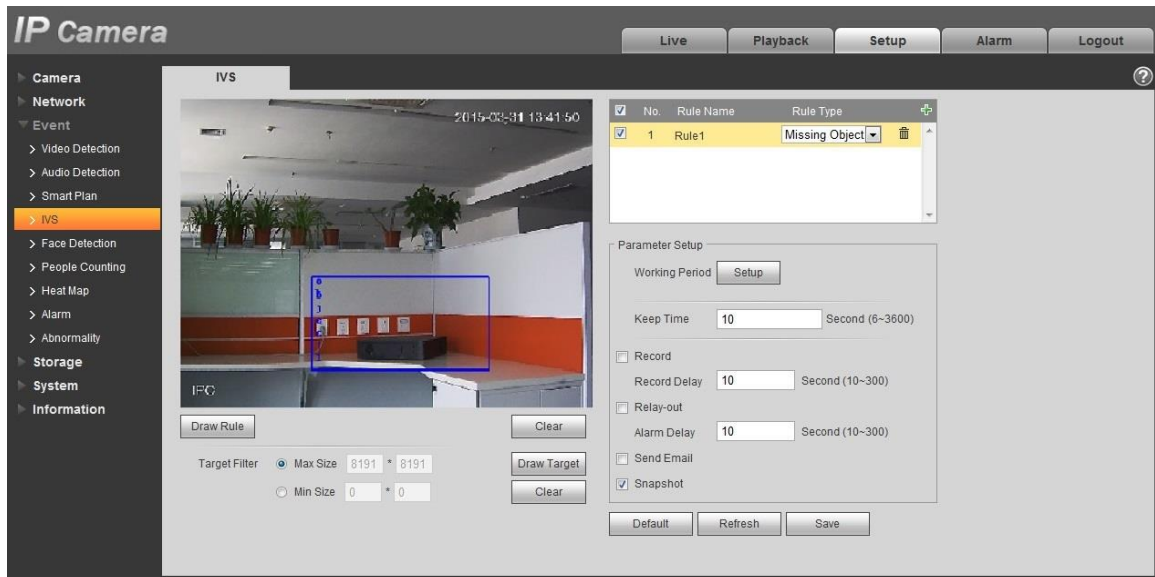 IP Camera
Live Playback Setup Alarm Logout
Camera
Network
Event
Video Detection
Audio Detection
Smart Plan
IVS
Face Detection
People Counting
Heat Map
Alarm
Abnormality
Storage
System
Information
IVS
2015-03-31 13:41:50
IPC
Draw Rule
Clear
Target Filter Max Size 8191 * 8191 Draw Target
Min Size 0 * 0 Clear
No. Rule Name Rule Type
1 Rule1 Missing Object
Parameter Setup
Working Period Setup
Keep Time 10 Second (6~3600)
Record
Record Delay 10 Second (10~300)
Relay-out
Alarm Delay 10 Second (10~300)
Send Email
Snapshot
Default Refresh Save